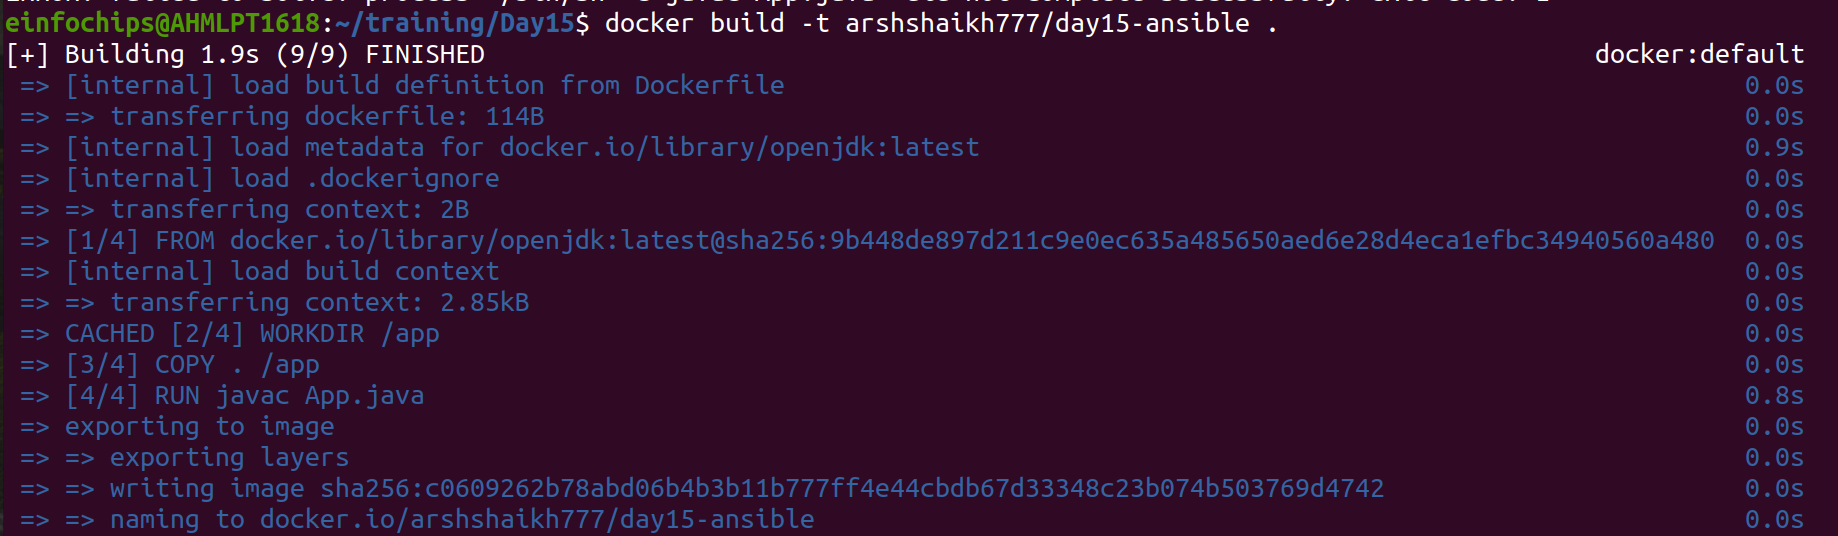 einfochips@AHMLPT1618:~/training/Day15$ docker build -t arshshaikh777/day15-ansible .
[+] Building 1.9s (9/9) FINISHED docker:default
=> [internal] load build definition from Dockerfile 0.0s
=> => transferring dockerfile: 114B 0.0s
=> [internal] load metadata for docker.io/library/openjdk:latest 0.9s
=> [internal] load .dockerignore 0.0s
=> => transferring context: 2B 0.0s
=> [1/4] FROM docker.io/library/openjdk:latest@sha256:9b448de897d211c9e0ec635a485650aed6e28d4eca1efbc34940560a480 0.0s
=> [internal] load build context 0.0s
=> => transferring context: 2.85kB 0.0s
=> CACHED [2/4] WORKDIR /app 0.0s
=> [3/4] COPY . /app 0.0s
=> [4/4] RUN javac App.java 0.8s
=> exporting to image 0.0s
=> => exporting layers 0.0s
=> => writing image sha256:c0609262b78abd06b4b3b11b777ff4e44cbdb67d33348c23b074b503769d4742 0.0s
=> => naming to docker.io/arshshaikh777/day15-ansible 0.0s